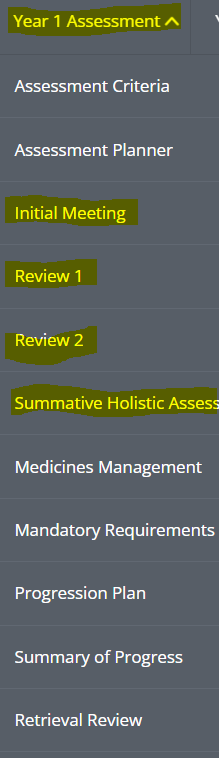 Year 1 Assessment
Assessment Criteria
Assessment Planner
Initial Meeting
Review 1
Review 2
Summative Holistic Assess
Medicines Management
Mandatory Requirements
Progression Plan
Summary of Progress
Retrieval Review